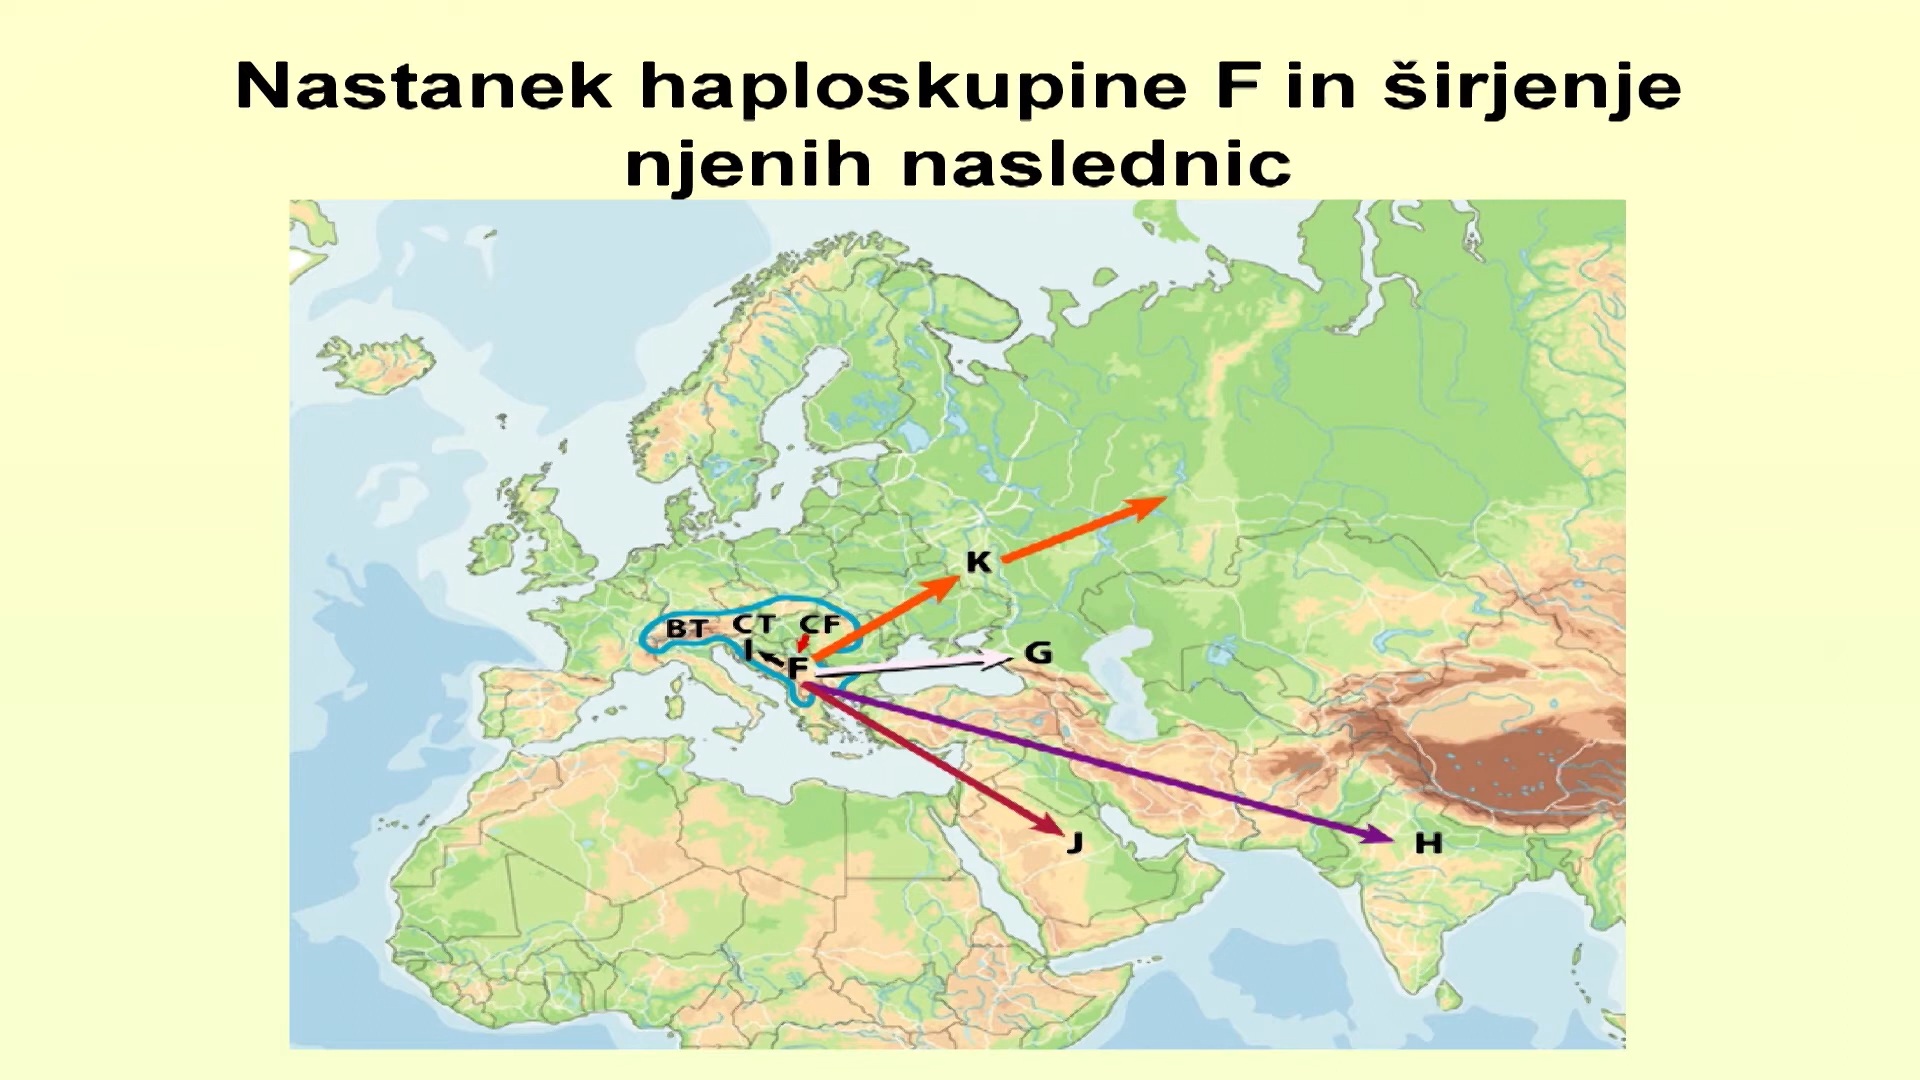 Nastanek haploskupine F in širjenje
njenih naslednic
K
BT CT CF
I F G
J H